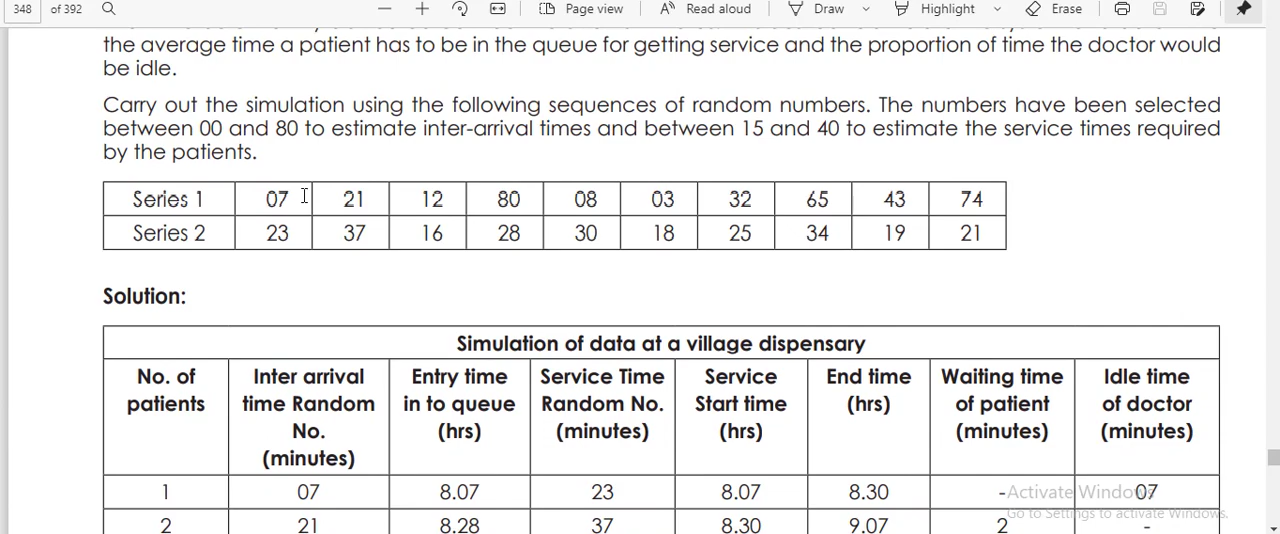 348 of 392 Page view Read aloud Draw Highlight Erase
the average time a patient has to be in the queue for getting service and the proportion of time the doctor would
be idle.
Carry out the simulation using the following sequences of random numbers. The numbers have been selected
between 00 and 80 to estimate inter-arrival times and between 15 and 40 to estimate the service times required
by the patients.
Series 1 07 21 12 80 08 03 32 65 43 74
Series 2 23 37 16 28 30 18 25 34 19 21
Solution:
Simulation of data at a village dispensary
No. of Inter arrival Entry time Service Time Service End time Waiting time Idle time
patients time Random in to queue Random No. Start time (hrs) of patient of doctor
No. (hrs) (minutes) (hrs) (minutes) (minutes)
(minutes)
1 07 8.07 23 8.07 8.30 - 07
Activate Windows
2 21 8.28 37 8.30 9.07 2 -
Go to Settings to activate Windows.